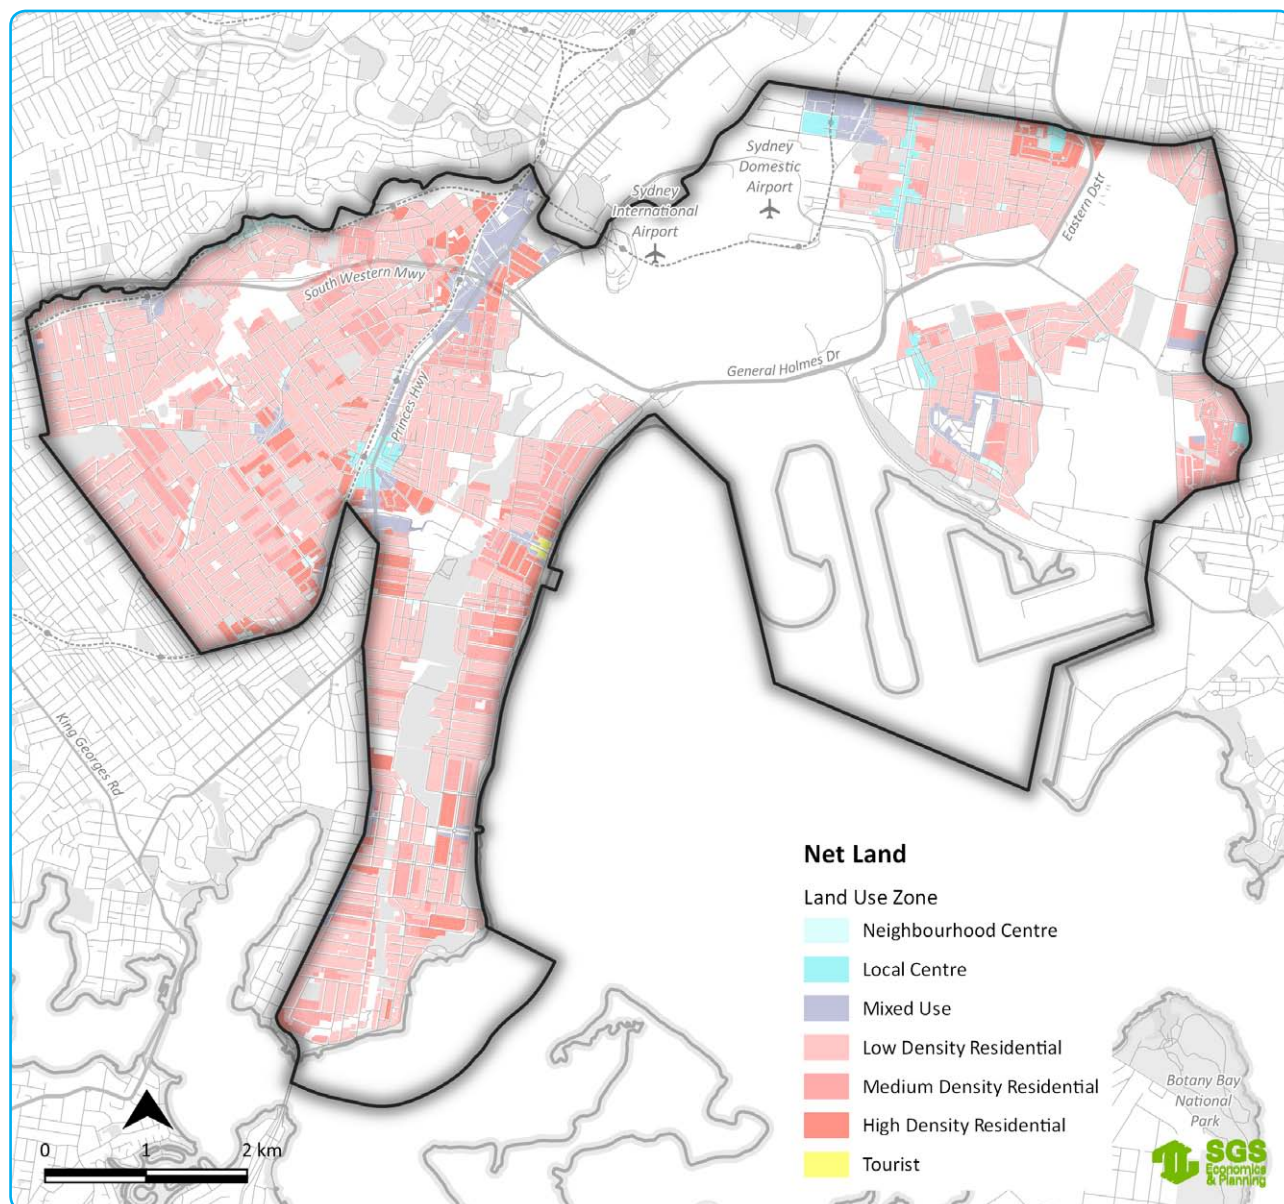 Sydney
Domestic
Airport
Sydney
International
Airport
Eastern Dstr
South Western Mwy
General Holmes Dr
Princes Hwy
King Georges Rd
Net Land
Land Use Zone
Neighbourhood Centre
Local Centre
Mixed Use
Low Density Residential
Medium Density Residential
High Density Residential
Tourist
Botany Bay
National
Park
0 1 2 km
SGS
Economics
& Planning